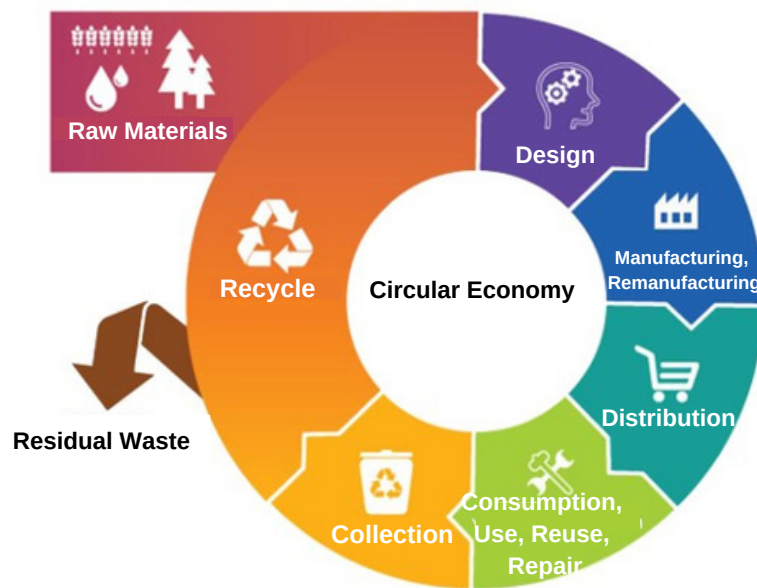 Raw Materials
Design
Manufacturing,
Remanufacturing
Recycle
Circular Economy
Distribution
Residual Waste
Consumption,
Use, Reuse,
Repair
Collection